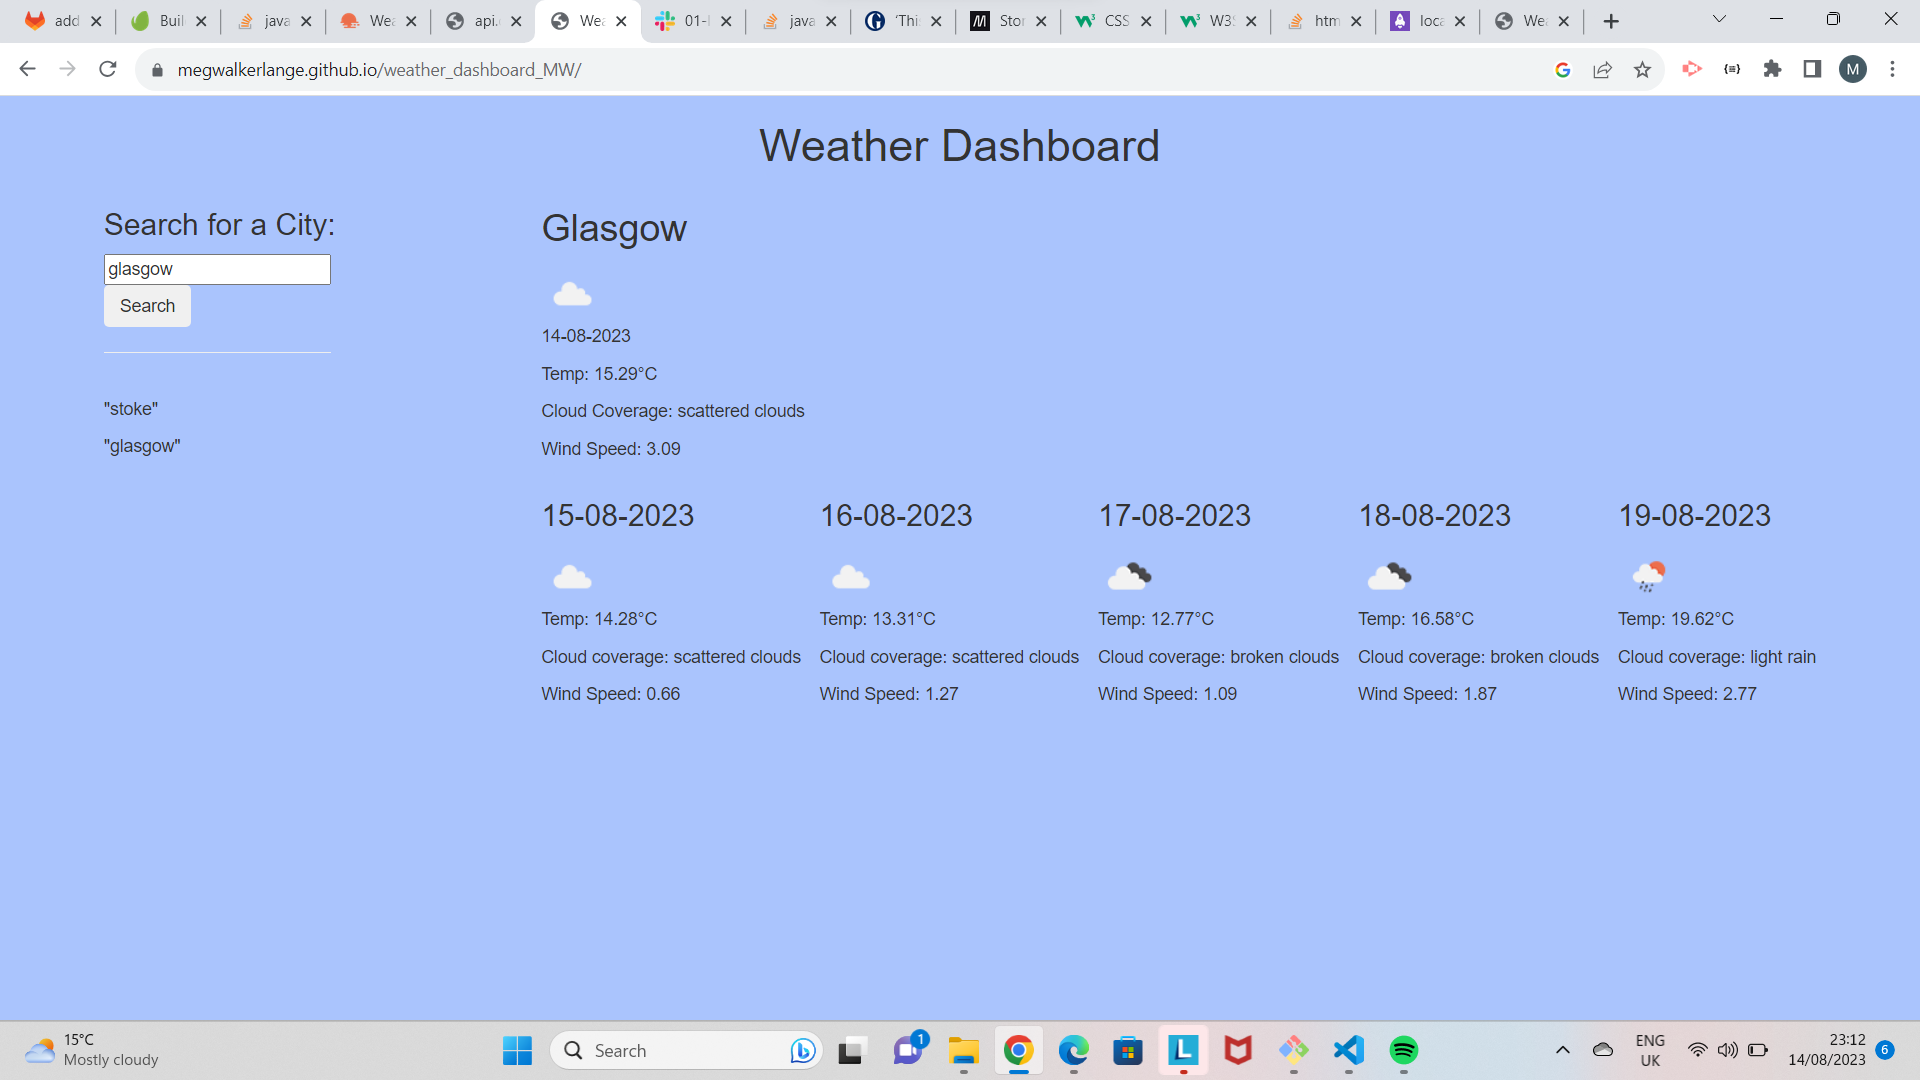 add
Buil
java
Wea
api.
Wea
01-
java
'This
Stor
CSS
W3S
htm
loca
Wea
megwalkerlange.github.io/weather_dashboard_MW/
M
Weather Dashboard
Search for a City:
glasgow
Search
"stoke"
"glasgow"
Glasgow
14-08-2023
Temp: 15.29°C
Cloud Coverage: scattered clouds
Wind Speed: 3.09
15-08-2023
Temp: 14.28°C
Cloud coverage: scattered clouds
Wind Speed: 0.66
16-08-2023
Temp: 13.31°C
Cloud coverage: scattered clouds
Wind Speed: 1.27
17-08-2023
Temp: 12.77°C
Cloud coverage: broken clouds
Wind Speed: 1.09
18-08-2023
Temp: 16.58°C
Cloud coverage: broken clouds
Wind Speed: 1.87
19-08-2023
Temp: 19.62°C
Cloud coverage: light rain
Wind Speed: 2.77
15°C
Mostly cloudy
Search
1
ENG
UK
23:12
14/08/2023
6